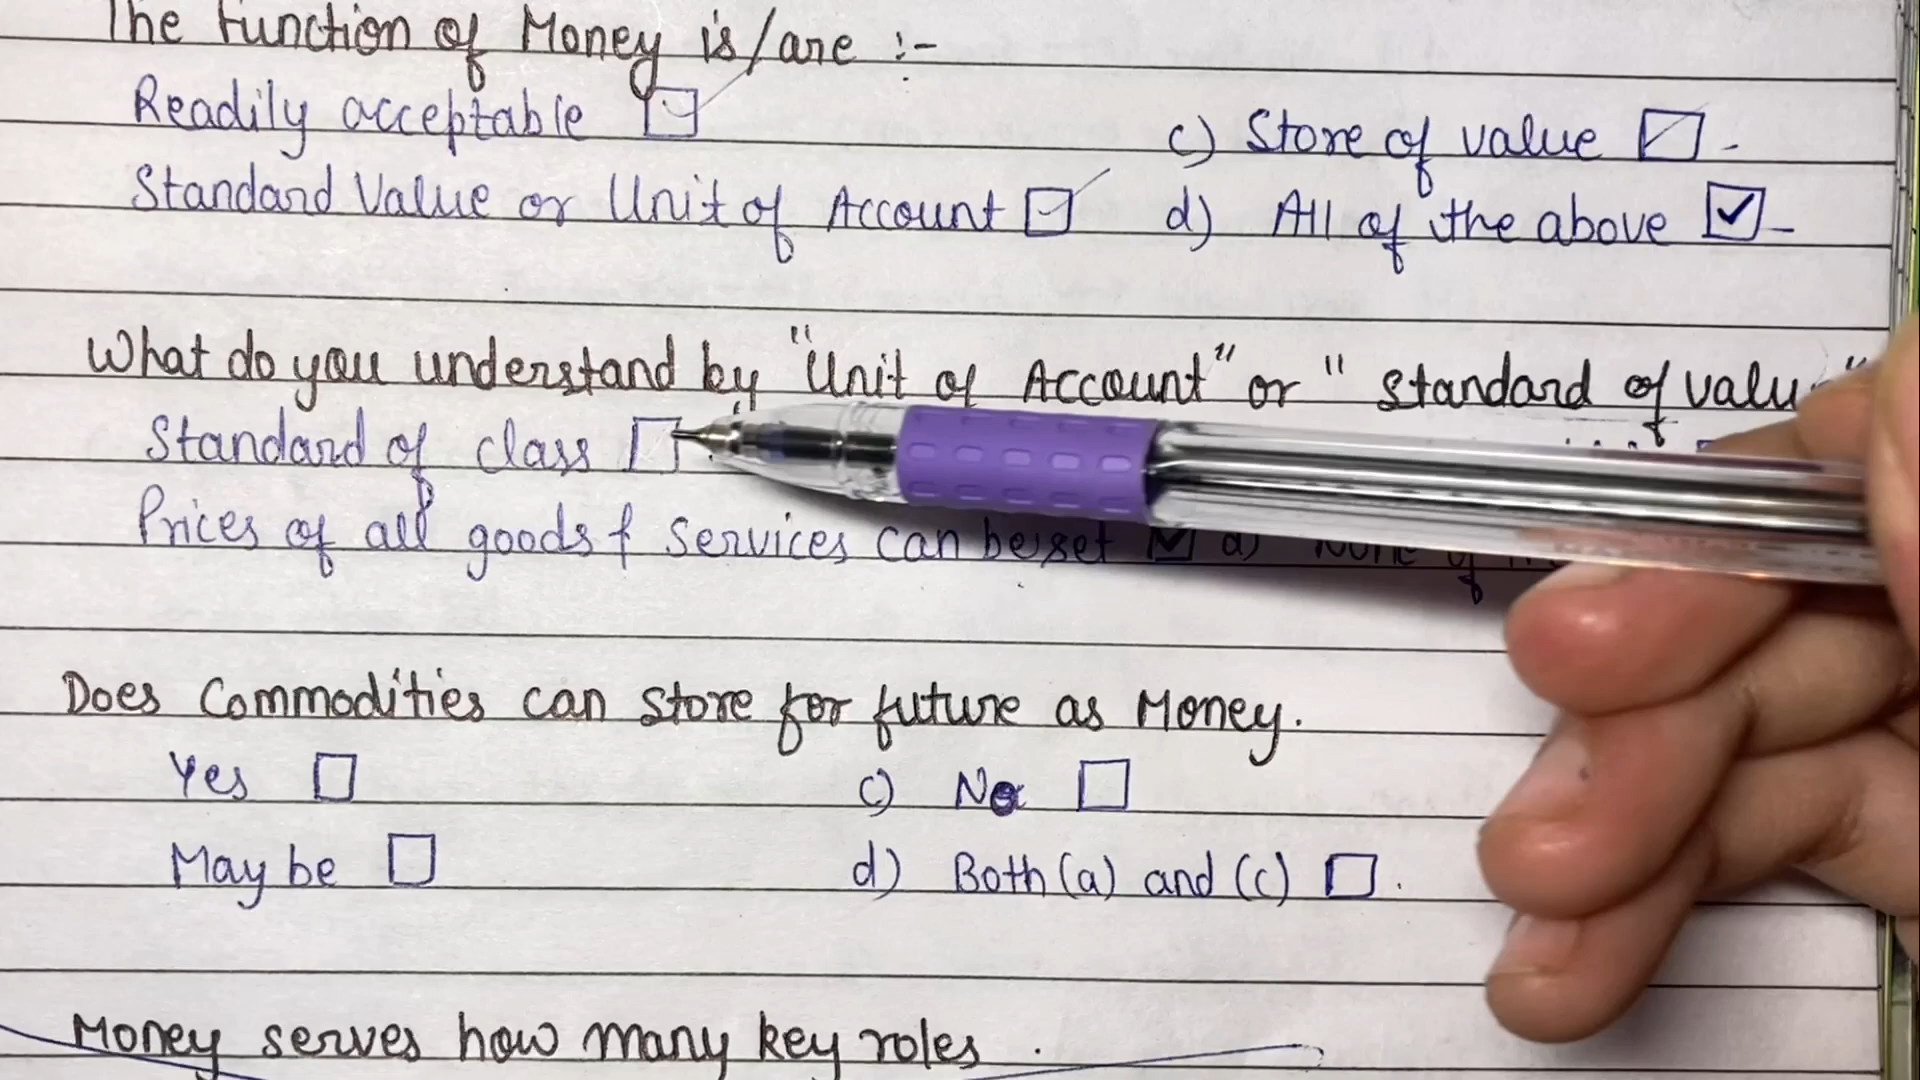 The Function of Money is/are :-
Readily acceptable
c) Store of value
Standard Value or Unit of Account
d) All of the above
What do you understand by "Unit of Account" or "Standard of valu
Standard of class
Prices of all goods & services can be set
d) None of
Does Commodities can store for future as Money.
Yes
c) No
May be
d) Both (a) and (c)
Money serves how many key roles.